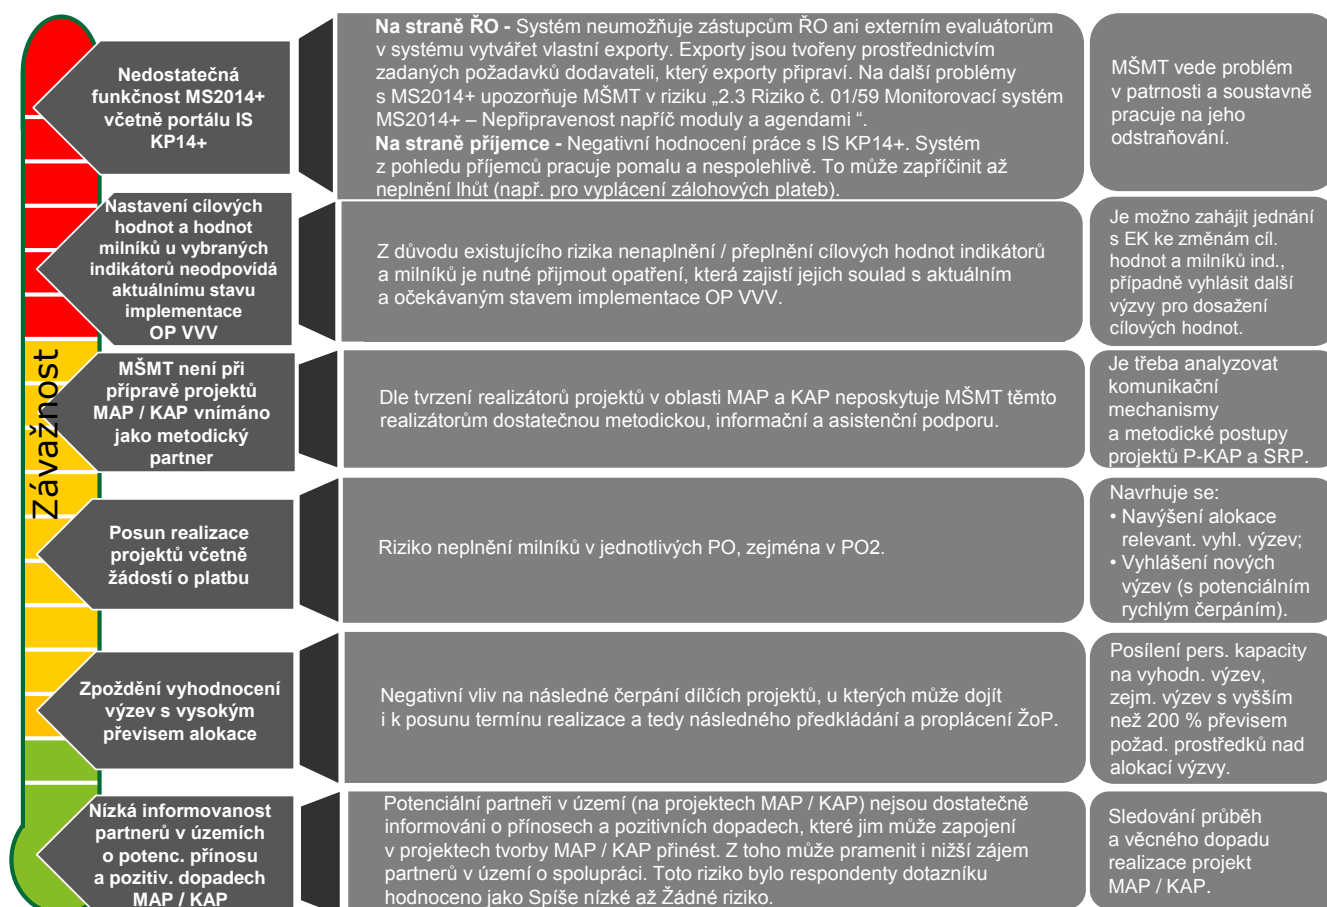 Závažnost
Nedostatečná
funkčnost MS2014+
včetně portálu IS
KP14+
Na straně ŘO - Systém neumožňuje zástupcům ŘO ani externím evaluátorům
v systému vytvářet vlastní exporty. Exporty jsou tvořeny prostřednictvím
zadaných požadavků dodavateli, který exporty připraví. Na další problémy
s MS2014+ upozorňuje MŠMT v riziku „2.3 Riziko č. 01/59 Monitorovací systém
MS2014+ – Nepřipravenost napříč moduly a agendami “.
Na straně příjemce - Negativní hodnocení práce s IS KP14+. Systém
z pohledu příjemců pracuje pomalu a nespolehlivě. To může zapříčinit až
neplnění lhůt (např. pro vyplácení zálohových plateb).
MŠMT vede problém
v patrnosti a soustavně
pracuje na jeho
odstraňování.
Nastavení cílových
hodnot a hodnot
milníků u vybraných
indikátorů neodpovídá
aktuálnímu stavu
implementace
OP VVV
Z důvodu existujícího rizika nenaplnění / přeplnění cílových hodnot indikátorů
a milníků je nutné přijmout opatření, která zajistí jejich soulad s aktuálním
a očekávaným stavem implementace OP VVV.
Je možno zahájit jednání
s EK ke změnám cíl.
hodnot a milníků ind.,
případně vyhlásit další
výzvy pro dosažení
cílových hodnot.
MŠMT není při
přípravě projektů
MAP / KAP vnímáno
jako metodický
partner
Dle tvrzení realizátorů projektů v oblasti MAP a KAP neposkytuje MŠMT těmto
realizátorům dostatečnou metodickou, informační a asistenční podporu.
Je třeba analyzovat
komunikační
mechanismy
a metodické postupy
projektů P-KAP a SRP.
Posun realizace
projektů včetně
žádostí o platbu
Riziko neplnění milníků v jednotlivých PO, zejména v PO2.
Navrhuje se:
• Navýšení alokace
relevant. vyhl. výzev;
• Vyhlášení nových
výzev (s potenciálním
rychlým čerpáním).
Zpoždění vyhodnocení
výzev s vysokým
převisem alokace
Negativní vliv na následné čerpání dílčích projektů, u kterých může dojít
i k posunu termínu realizace a tedy následného předkládání a proplácení ŽoP.
Posílení pers. kapacity
na vyhodn. výzev,
zejm. výzev s vyšším
než 200 % převisem
požad. prostředků nad
alokací výzvy.
Nízká informovanost
partnerů v územích
o potenc. přínosu
a pozitiv. dopadech
MAP / KAP
Potenciální partneři v území (na projektech MAP / KAP) nejsou dostatečně
informováni o přínosech a pozitivních dopadech, které jim může zapojení
v projektech tvorby MAP / KAP přinést. Z toho může pramenit i nižší zájem
partnerů v území o spolupráci. Toto riziko bylo respondenty dotazníku
hodnoceno jako Spíše nízké až Žádné riziko.
Sledování průběh
a věcného dopadu
realizace projekt
MAP / KAP.